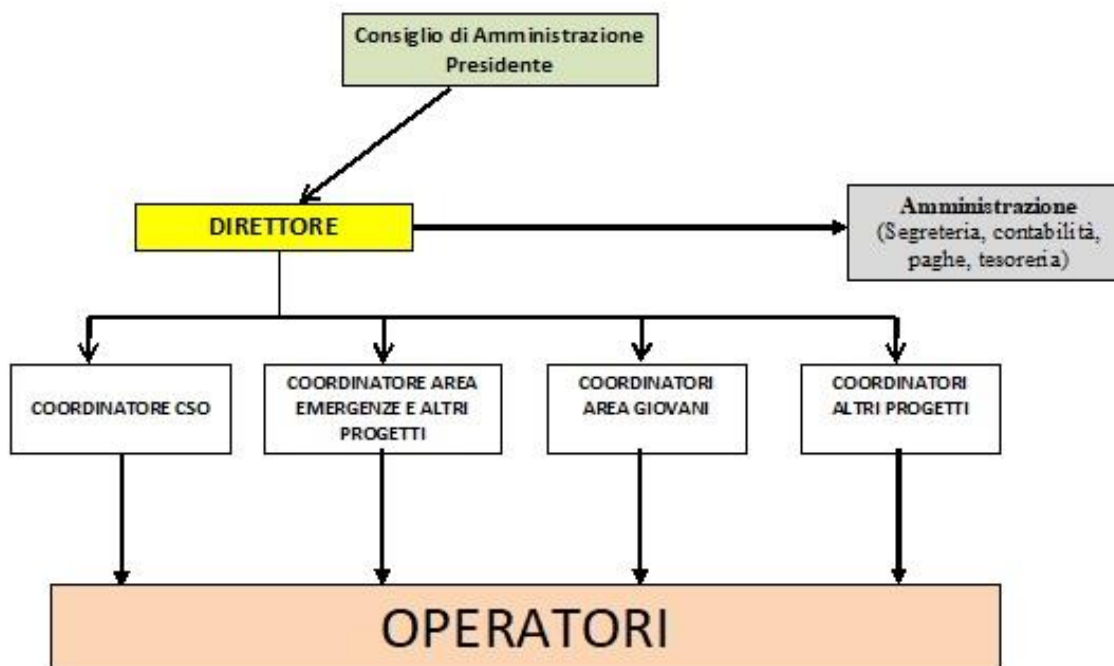 Consiglio di Amministrazione
Presidente
DIRETTORE
Amministrazione
(Segreteria, contabilità,
paghe, tesoreria)
COORDINATORE CSO
COORDINATORE AREA
EMERGENZE E ALTRI
PROGETTI
COORDINATORI
AREA GIOVANI
COORDINATORI
ALTRI PROGETTI
OPERATORI